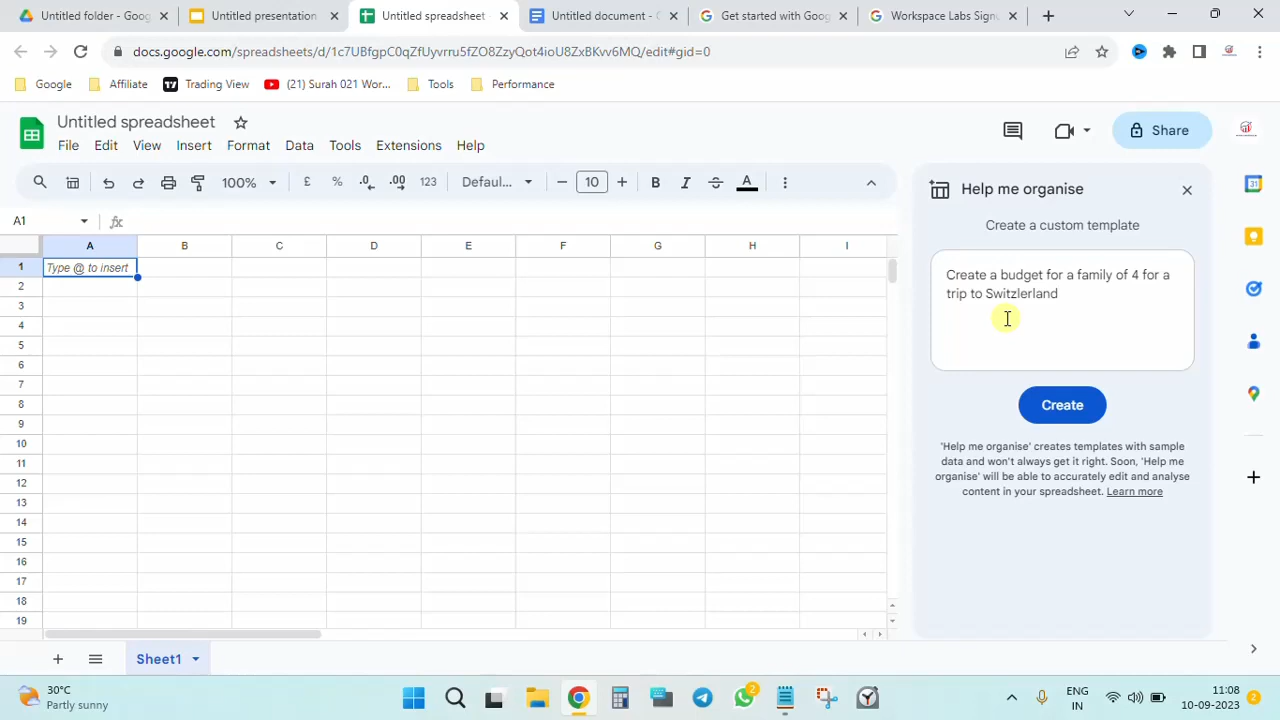 Untitled folder - Goo
Untitled presentation
Untitled spreadsheet
Untitled document - G
Get started with Goog
Workspace Labs Sign
docs.google.com/spreadsheets/d/1c7UBfgpC0qZfUyvrru5fZO8ZzyQot4ioU8ZxBKvv6MQ/edit#gid=0
Google
Affiliate
Trading View
(21) Surah 021 Wor...
Tools
Performance
Untitled spreadsheet
Share
File
Edit
View
Insert
Format
Data
Tools
Extensions
Help
100%
£
%
.0
.00
123
Defaul...
10
B
I
A
Help me organise
A1
fx
Create a custom template
A B C D E F G H I
1
Type @ to insert
Create a budget for a family of 4 for a
trip to Switzlerland
2
3
4
5
6
7
8
9
10
11
12
13
14
15
16
17
18
19
Create
'Help me organise' creates templates with sample
data and won't always get it right. Soon, 'Help me
organise' will be able to accurately edit and analyse
content in your spreadsheet. Learn more
31
Sheet1
30°C
Partly sunny
2
ENG
IN
11:08
10-09-2023
2